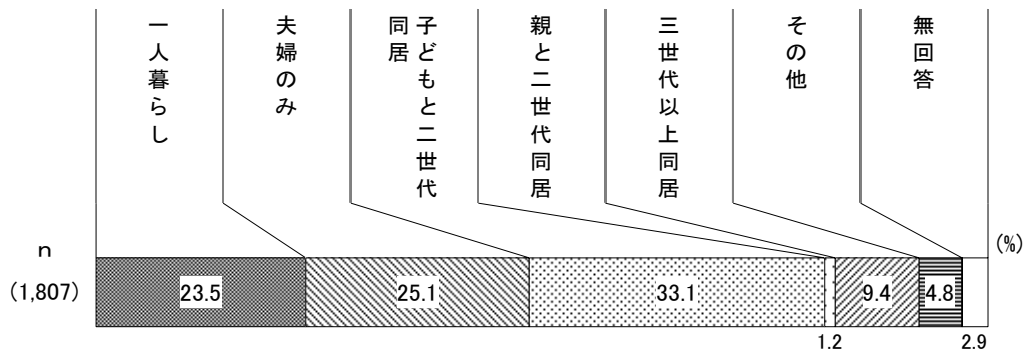 一人暮らし
夫婦のみ
子どもと二世代
同居
親と二世代同居
三世代以上同居
その他
無回答
(%)
n
(1,807)
23.5
25.1
33.1
9.4
4.8
1.2
2.9